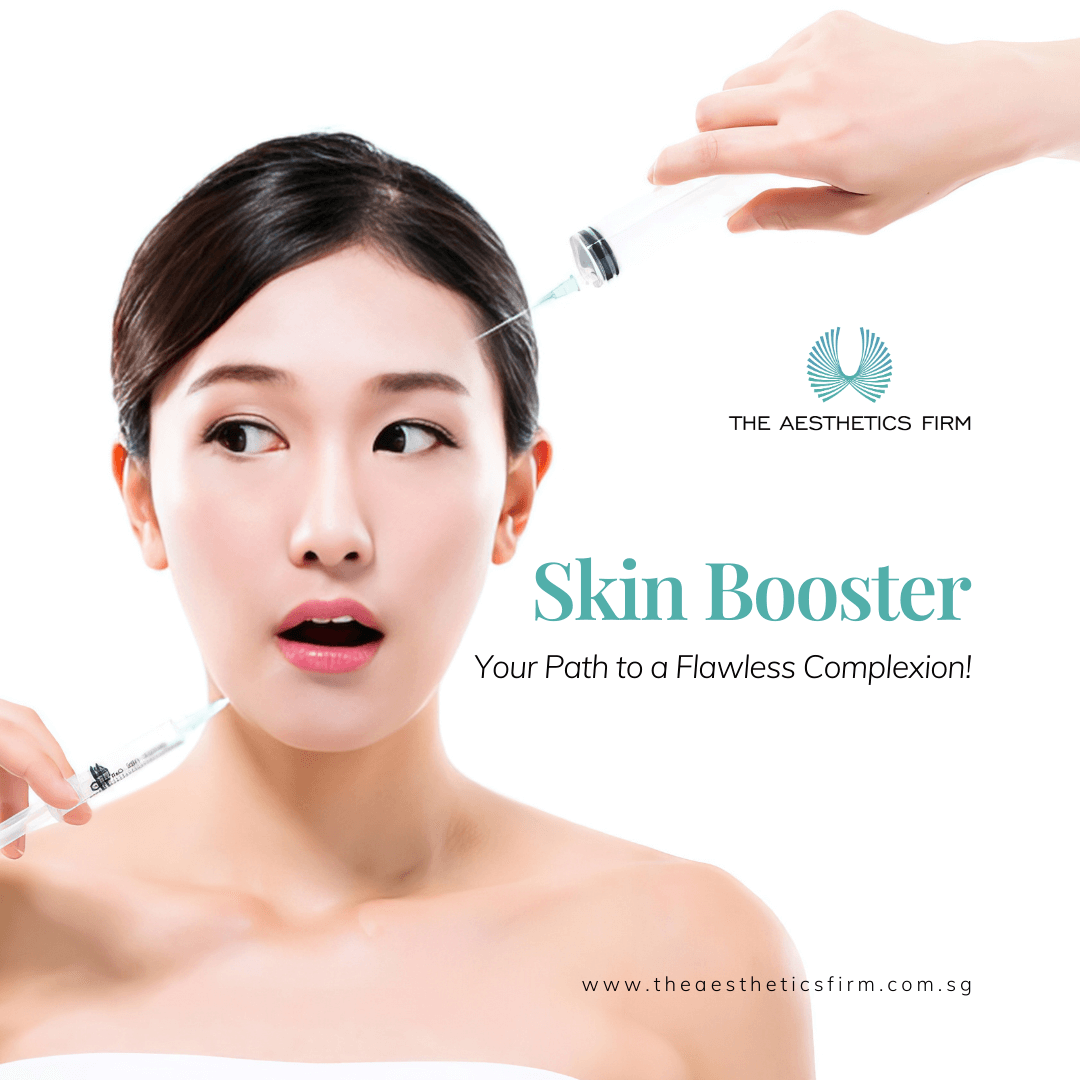 THE AESTHETICS FIRM
Skin Booster
Your Path to a Flawless Complexion!
www.theaestheticsfirm.com.sg